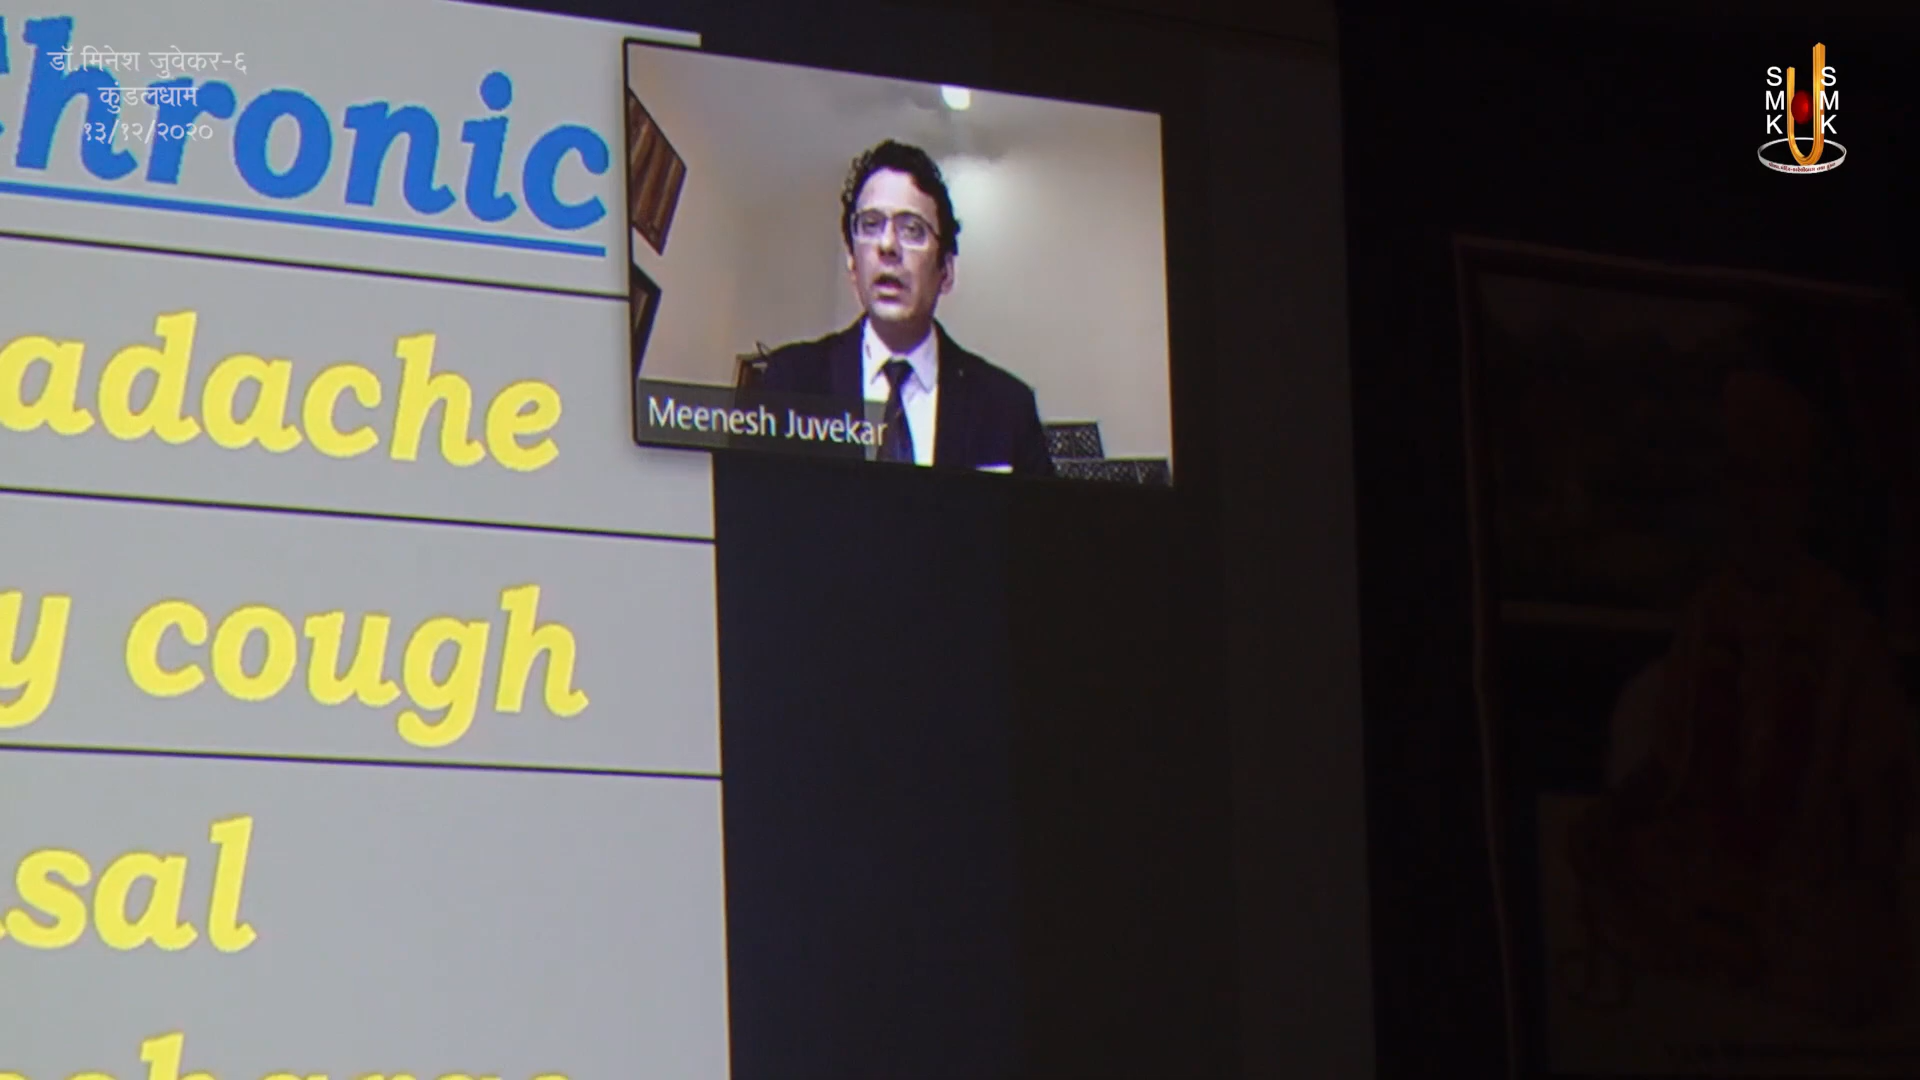 डॉ.मिनेश जुवेकर-६
कुंडलधाम
१३/१२/२०२०
hronic
adache
y cough
sal
Meenesh Juvekar
S S
M M
K K